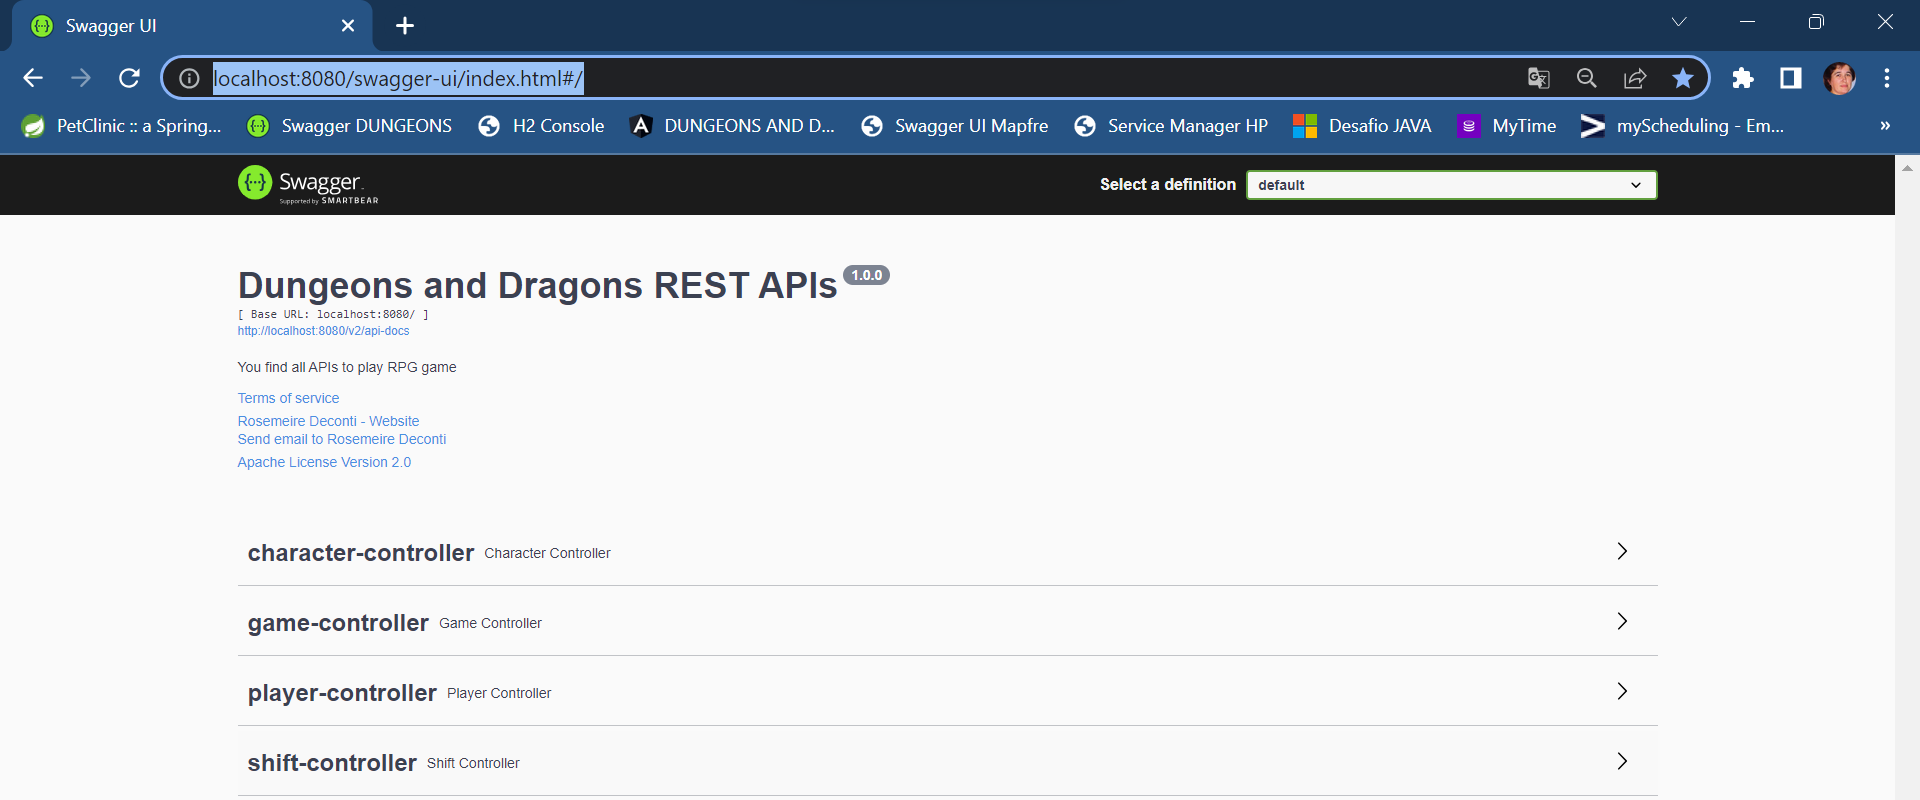 Swagger UI
localhost:8080/swagger-ui/index.html#/
PetClinic :: a Spring... Swagger DUNGEONS H2 Console DUNGEONS AND D... Swagger UI Mapfre Service Manager HP Desafio JAVA MyTime myScheduling - Em... »
Swagger. Select a definition default
Supported by SMARTBEAR
Dungeons and Dragons REST APIs 1.0.0
[ Base URL: localhost:8080/ ]
http://localhost:8080/v2/api-docs
You find all APIs to play RPG game
Terms of service
Rosemeire Deconti - Website
Send email to Rosemeire Deconti
Apache License Version 2.0
character-controller Character Controller
game-controller Game Controller
player-controller Player Controller
shift-controller Shift Controller